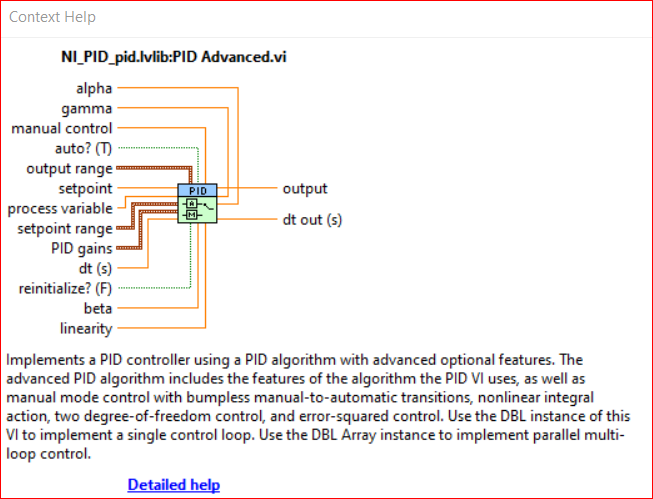 Context Help
NI_PID_pid.lvlib:PID Advanced.vi
alpha
gamma
manual control
auto? (T)
output range
setpoint
process variable
setpoint range
PID gains
dt (s)
reinitialize? (F)
beta
linearity
PID
A
M
output
dt out (s)
Implements a PID controller using a PID algorithm with advanced optional features. The
advanced PID algorithm includes the features of the algorithm the PID VI uses, as well as
manual mode control with bumpless manual-to-automatic transitions, nonlinear integral
action, two degree-of-freedom control, and error-squared control. Use the DBL instance of this
VI to implement a single control loop. Use the DBL Array instance to implement parallel multi-
loop control.
Detailed help